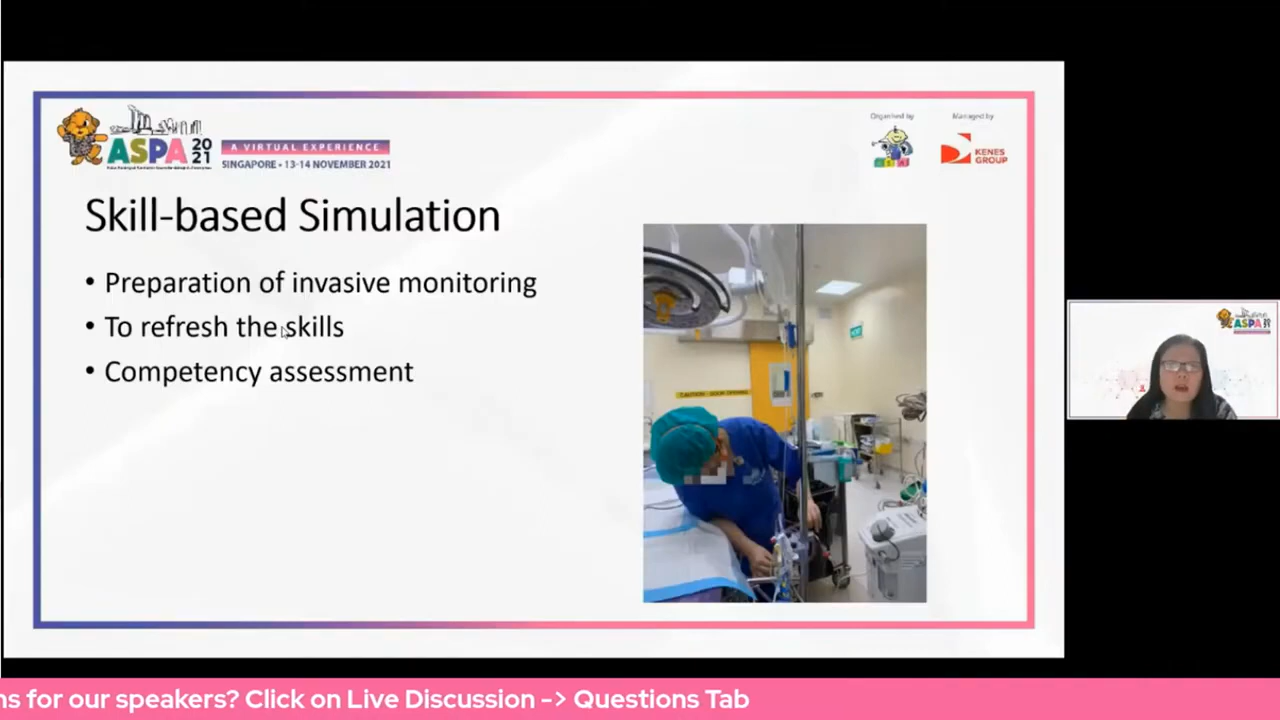 Organised by
Managed by
ASPA 2021
A VIRTUAL EXPERIENCE
SINGAPORE • 13-14 NOVEMBER 2021
KENES GROUP
Skill-based Simulation
• Preparation of invasive monitoring
• To refresh the skills
• Competency assessment
ASPA
ns for our speakers? Click on Live Discussion -> Questions Tab